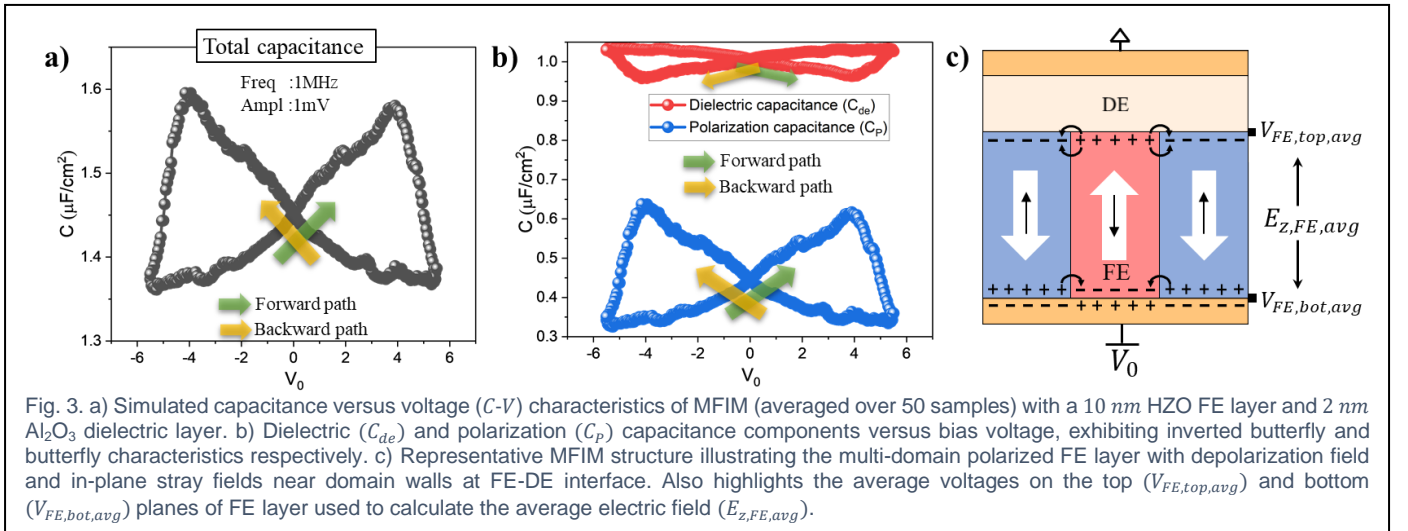 a)
Total capacitance
Freq :1MHz
Ampl :1mV
C (µF/cm²)
1.6
1.5
1.4
1.3
Forward path
Backward path
-6 -4 -2 0 2 4 6
V₀
b)
C (µF/cm²)
1.0
0.9
Dielectric capacitance (C_de)
Polarization capacitance (C_P)
0.8
0.7
Forward path
Backward path
0.6
0.5
0.4
0.3
-6 -4 -2 0 2 4 6
V₀
c)
DE
+ + + + +
V_FE,top,avg
E_z,FE,avg
FE
+ + + + + + + + + +
V_FE,bot,avg
+ + + + +
V₀
Fig. 3. a) Simulated capacitance versus voltage (C-V) characteristics of MFIM (averaged over 50 samples) with a 10 nm HZO FE layer and 2 nm
Al₂O₃ dielectric layer. b) Dielectric (C_de) and polarization (C_P) capacitance components versus bias voltage, exhibiting inverted butterfly and
butterfly characteristics respectively. c) Representative MFIM structure illustrating the multi-domain polarized FE layer with depolarization field
and in-plane stray fields near domain walls at FE-DE interface. Also highlights the average voltages on the top (V_FE,top,avg) and bottom
(V_FE,bot,avg) planes of FE layer used to calculate the average electric field (E_z,FE,avg).